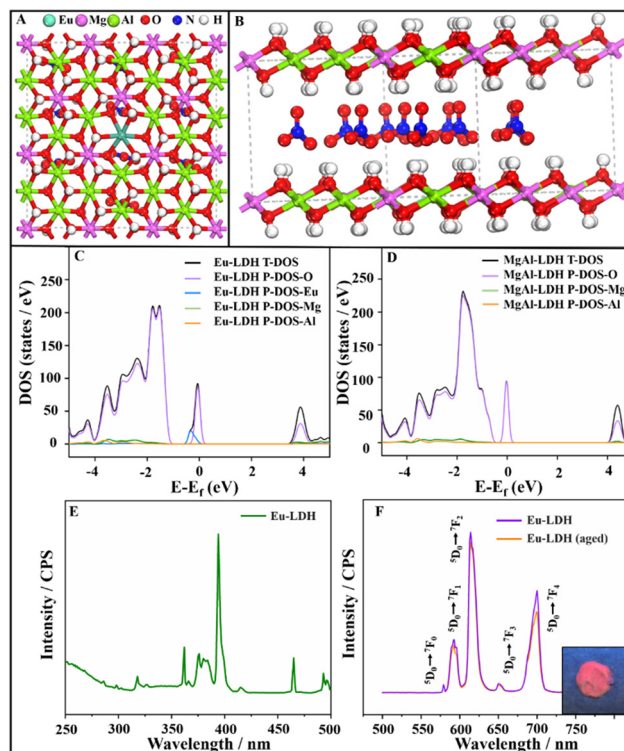 A
Eu Mg Al O N H
B
C
Eu-LDH T-DOS
Eu-LDH P-DOS-O
Eu-LDH P-DOS-Eu
Eu-LDH P-DOS-Mg
Eu-LDH P-DOS-Al
DOS (states / eV)
250
200
150
100
50
0
-4 -2 0 2 4
E-Ef (eV)
D
MgAl-LDH T-DOS
MgAl-LDH P-DOS-O
MgAl-LDH P-DOS-Mg
MgAl-LDH P-DOS-Al
DOS (states / eV)
250
200
150
100
50
0
-4 -2 0 2 4
E-Ef (eV)
E
Eu-LDH
Intensity / CPS
250 300 350 400 450 500
Wavelength / nm
F
Eu-LDH
Eu-LDH (aged)
⁵D₀→⁷F₀
⁵D₀→⁷F₁
⁵D₀→⁷F₂
⁵D₀→⁷F₃
⁵D₀→⁷F₄
Intensity / CPS
500 600 700 800
Wavelength / nm